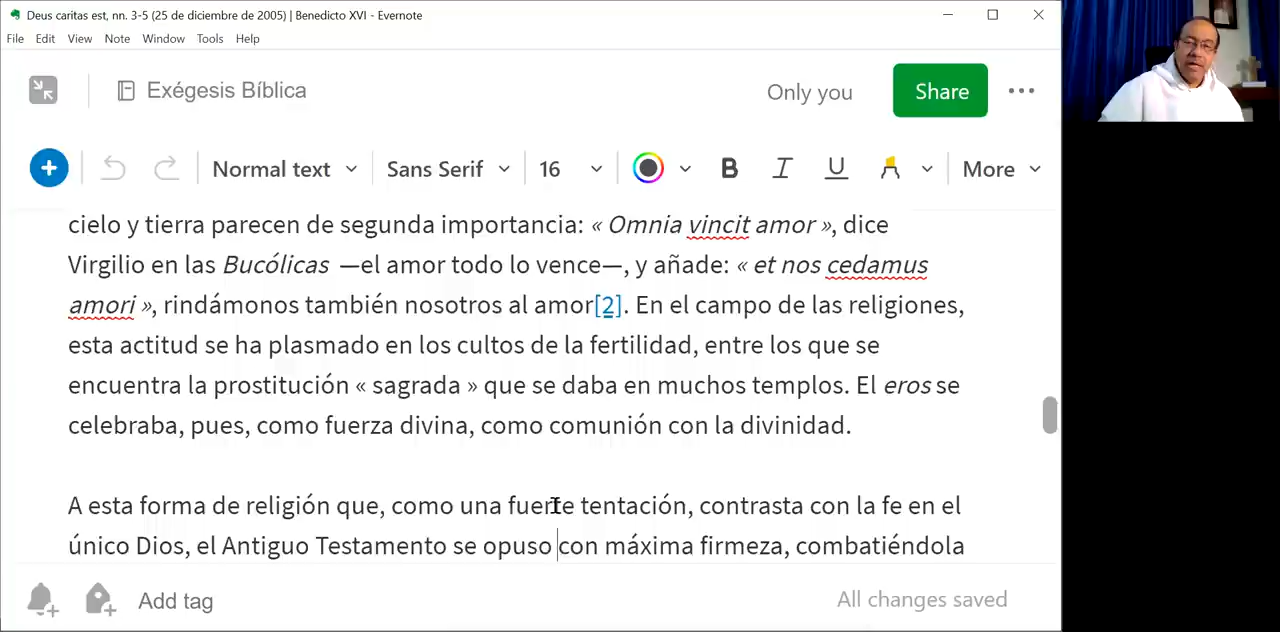 Deus caritas est, nn. 3-5 (25 de diciembre de 2005) | Benedicto XVI - Evernote
File Edit View Note Window Tools Help
Exégesis Bíblica
Only you
Share
Normal text
Sans Serif
16
B I U
More
cielo y tierra parecen de segunda importancia: « Omnia vincit amor », dice
Virgilio en las Bucólicas —el amor todo lo vence—, y añade: « et nos cedamus
amori », rindámonos también nosotros al amor[2]. En el campo de las religiones,
esta actitud se ha plasmado en los cultos de la fertilidad, entre los que se
encuentra la prostitución « sagrada » que se daba en muchos templos. El eros se
celebraba, pues, como fuerza divina, como comunión con la divinidad.
A esta forma de religión que, como una fuerte tentación, contrasta con la fe en el
único Dios, el Antiguo Testamento se opuso con máxima firmeza, combatiéndola
Add tag
All changes saved